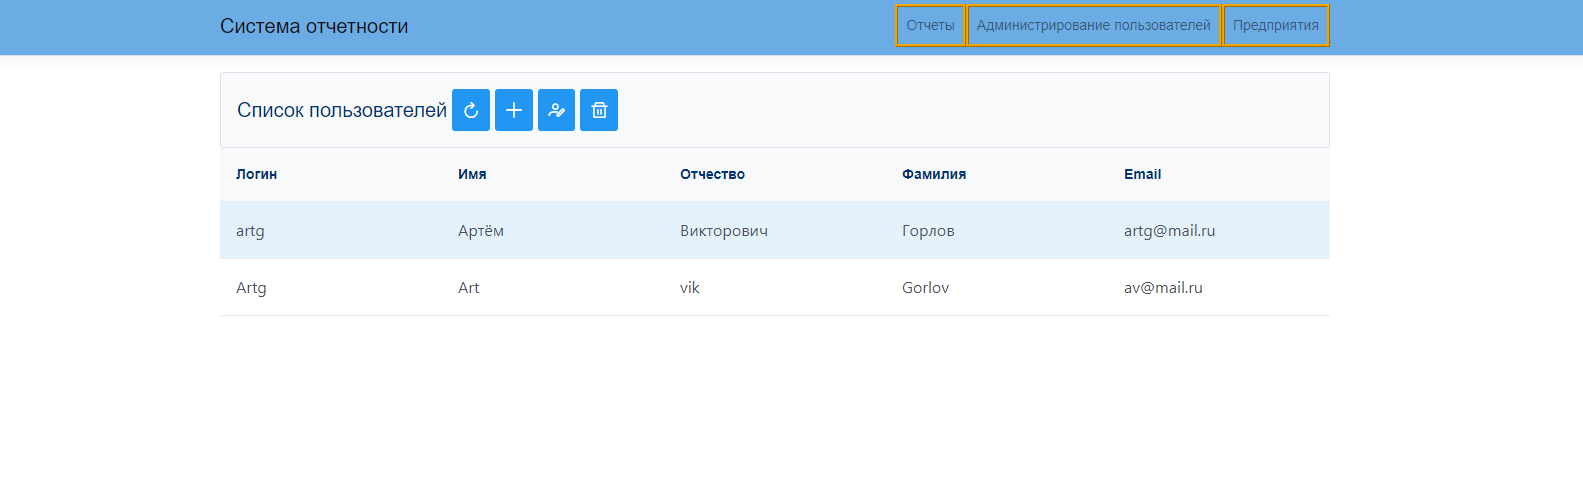 Система отчетности Отчеты Администрирование пользователей Предприятия
Список пользователей
Логин Имя Отчество Фамилия Email
artg Артём Викторович Горлов artg@mail.ru
Artg Art vik Gorlov av@mail.ru